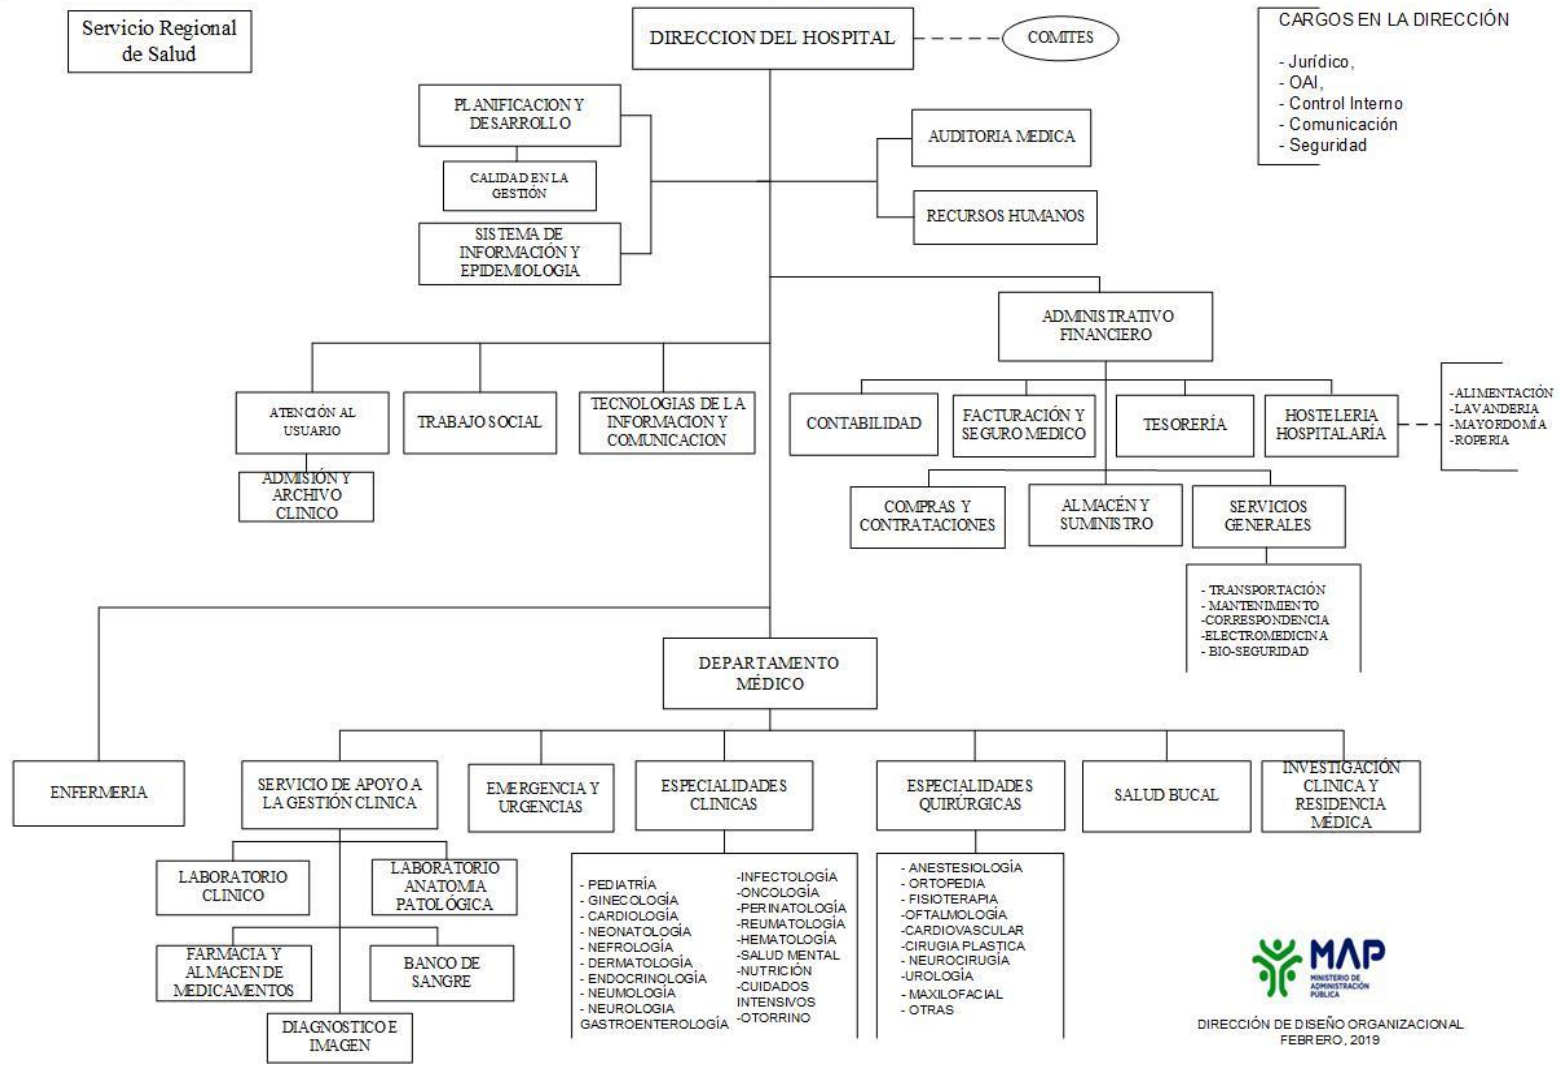 Servicio Regional
de Salud
DIRECCION DEL HOSPITAL
COMITES
CARGOS EN LA DIRECCIÓN
- Jurídico,
- OAI,
- Control Interno
- Comunicación
- Seguridad
PLANIFICACION Y
DESARROLLO
CALIDAD EN LA
GESTIÓN
SISTEMA DE
INFORMACIÓN Y
EPIDEMIOLOGIA
AUDITORIA MEDICA
RECURSOS HUMANOS
ADMINISTRATIVO
FINANCIERO
ATENCIÓN AL
USUARIO
TRABAJO SOCIAL
TECNOLOGIAS DE LA
INFORMACION Y
COMUNICACION
ADMISIÓN Y
ARCHIVO
CLINICO
CONTABILIDAD
FACTURACIÓN Y
SEGURO MEDICO
TESORERÍA
HOSTELERIA
HOSPITALARÍA
-ALIMENTACIÓN
-LAVANDERIA
-MAYORDOMÍA
-ROPERIA
COMPRAS Y
CONTRATACIONES
ALMACÉN Y
SUMINISTRO
SERVICIOS
GENERALES
- TRANSPORTACIÓN
- MANTENIMIENTO
-CORRESPONDENCIA
-ELECTROMEDICINA
- BIO-SEGURIDAD
DEPARTAMENTO
MÉDICO
ENFERMERIA
SERVICIO DE APOYO A
LA GESTIÓN CLINICA
EMERGENCIA Y
URGENCIAS
ESPECIALIDADES
CLINICAS
ESPECIALIDADES
QUIRÚRGICAS
SALUD BUCAL
INVESTIGACIÓN
CLINICA Y
RESIDENCIA
MÉDICA
LABORATORIO
CLINICO
LABORATORIO
ANATOMIA
PATOLÓGICA
FARMACIA Y
ALMACEN DE
MEDICAMENTOS
BANCO DE
SANGRE
DIAGNOSTICO E
IMAGEN
- PEDIATRÍA
- GINECOLOGÍA
- CARDIOLOGÍA
- NEONATOLOGÍA
- NEFROLOGÍA
- DERMATOLOGÍA
- ENDOCRINOLOGÍA
- NEUMOLOGÍA
- NEUROLOGIA
GASTROENTEROLOGÍA
-INFECTOLOGÍA
-ONCOLOGÍA
-PERINATOLOGÍA
-REUMATOLOGÍA
-HEMATOLOGÍA
-SALUD MENTAL
-NUTRICIÓN
-CUIDADOS
INTENSIVOS
-OTORRINO
- ANESTESIOLOGÍA
- ORTOPEDIA
- FISIOTERAPIA
-OFTALMOLOGÍA
-CARDIOVASCULAR
-CIRUGIA PLASTICA
- NEUROCIRUGÍA
-UROLOGÍA
- MAXILOFACIAL
- OTRAS
MAP
MINISTERIO DE
ADMINISTRACIÓN
PÚBLICA
DIRECCIÓN DE DISEÑO ORGANIZACIONAL
FEBRERO, 2019